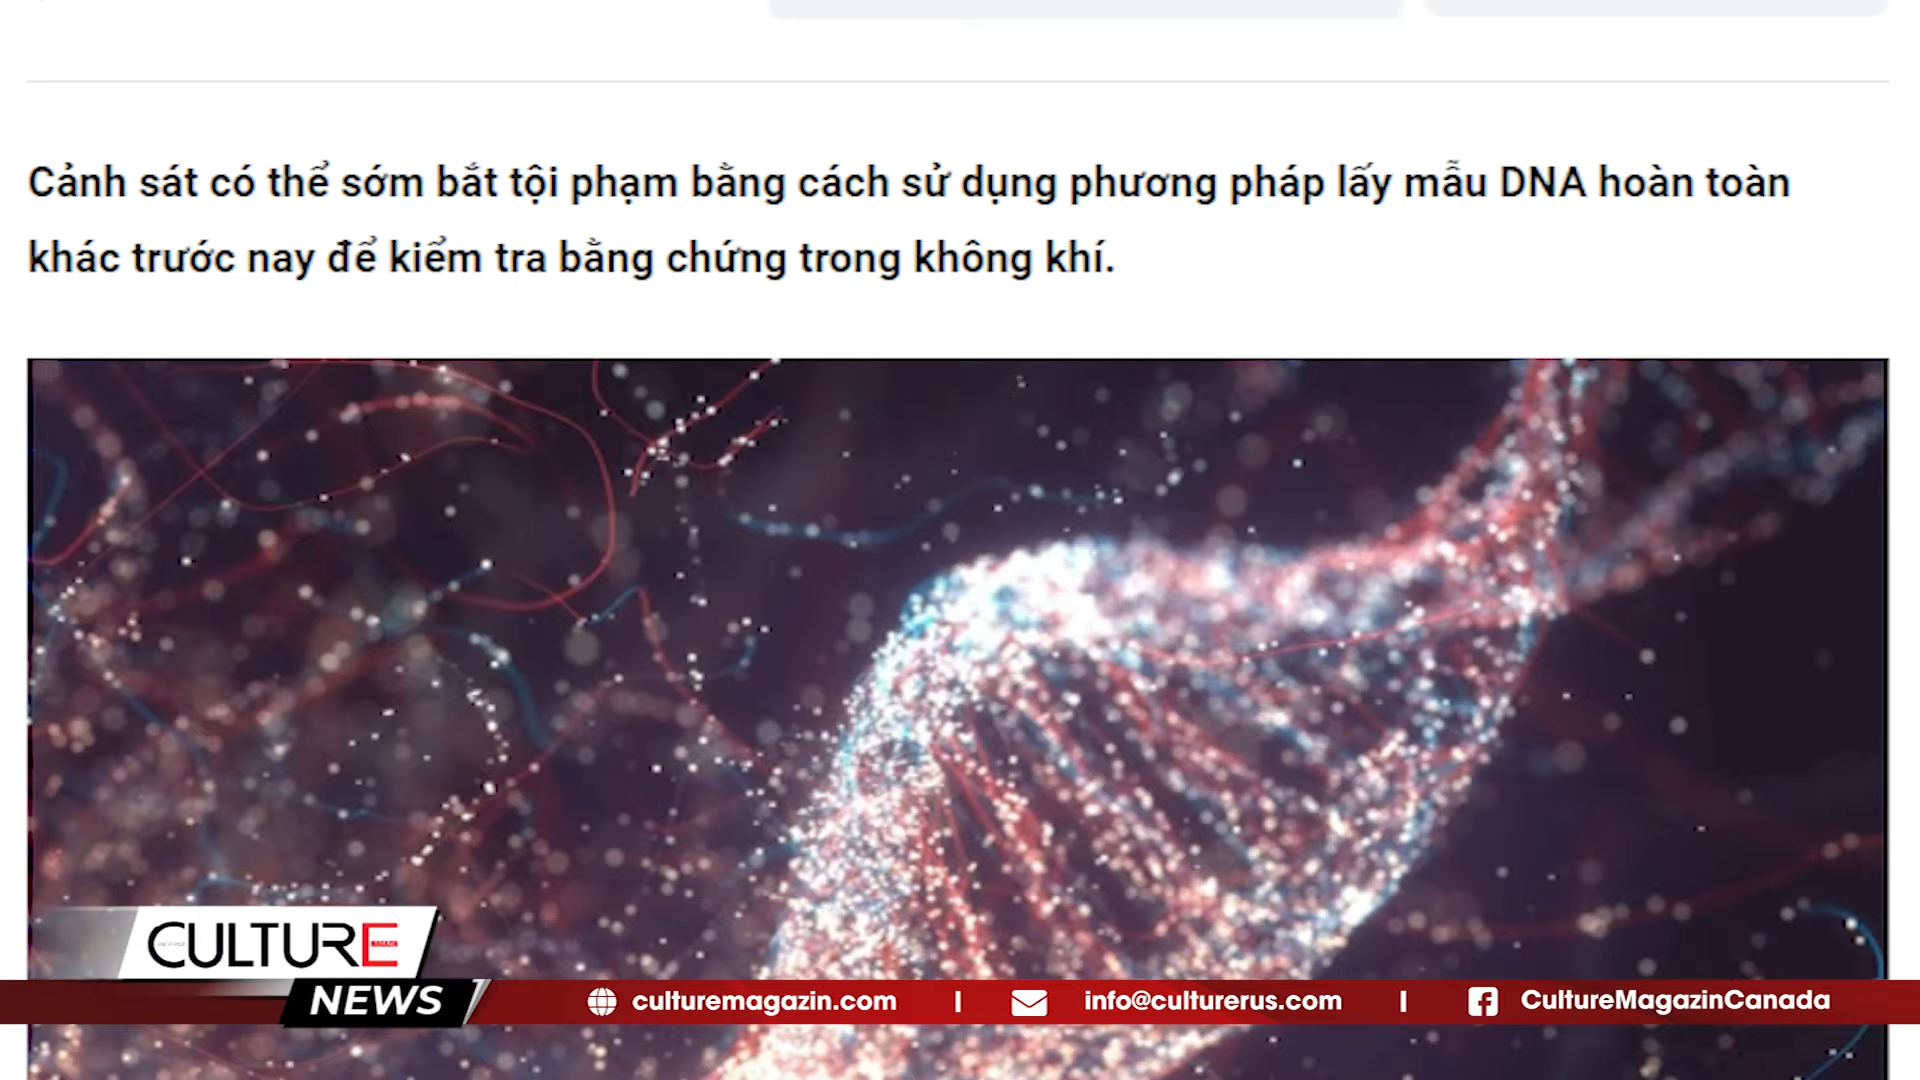 Cảnh sát có thể sớm bắt tội phạm bằng cách sử dụng phương pháp lấy mẫu DNA hoàn toàn
khác trước nay để kiểm tra bằng chứng trong không khí.
CULTURE
MAGAZIN
NEWS
culturemagazin.com | info@culturerus.com | CultureMagazinCanada